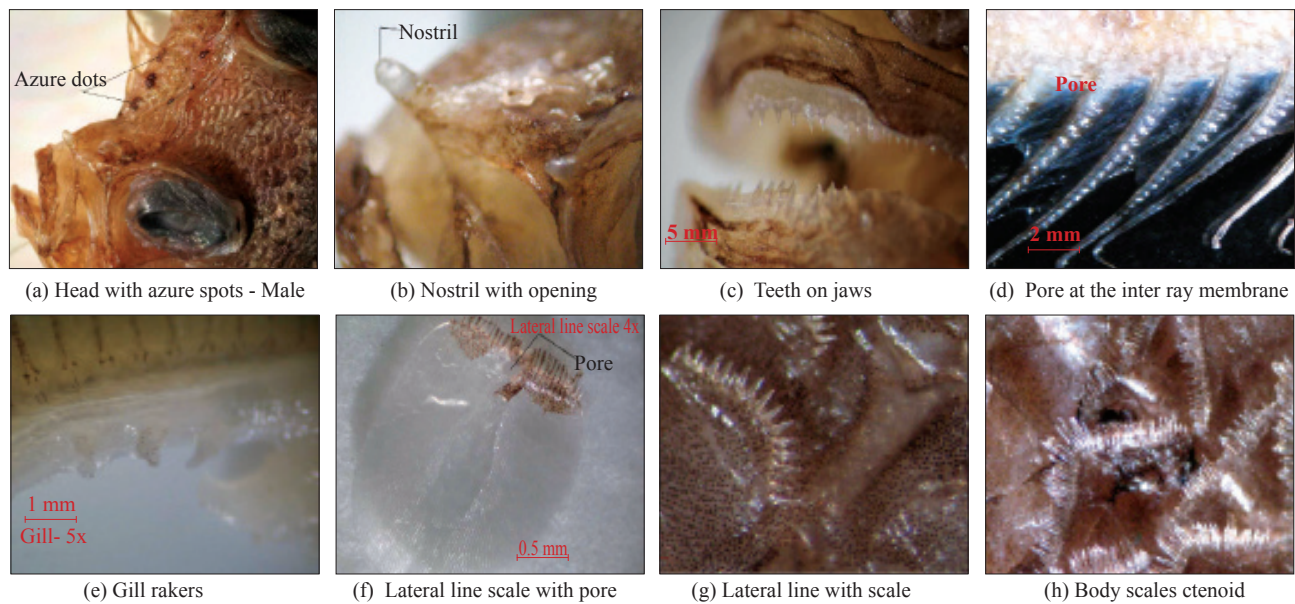 Azure dots
Nostril
Pore
5 mm
2 mm
(a) Head with azure spots - Male
(b) Nostril with opening
(c) Teeth on jaws
(d) Pore at the inter ray membrane
Lateral line scale 4x
Pore
1 mm
Gill- 5x
0.5 mm
(e) Gill rakers
(f) Lateral line scale with pore
(g) Lateral line with scale
(h) Body scales ctenoid